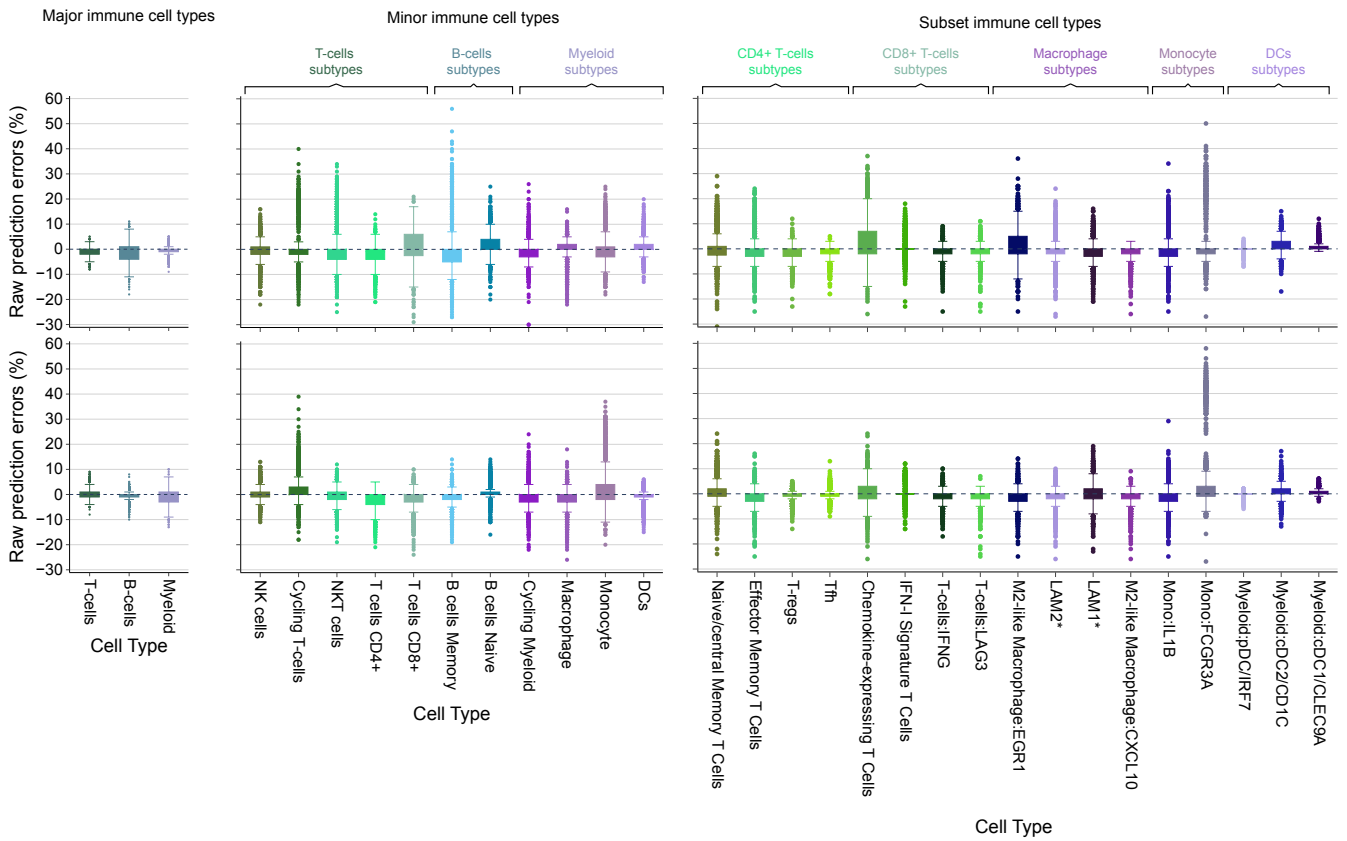 Major immune cell types
Minor immune cell types
Subset immune cell types
T-cells
subtypes
B-cells
subtypes
Myeloid
subtypes
CD4+ T-cells
subtypes
CD8+ T-cells
subtypes
Macrophage
subtypes
Monocyte
subtypes
DCs
subtypes
Raw prediction errors (%)
60
50
40
30
20
10
0
−10
−20
−30
Raw prediction errors (%)
60
50
40
30
20
10
0
−10
−20
−30
T-cells
B-cells
Myeloid
Cell Type
NK cells
Cycling T-cells
NKT cells
T cells CD4+
T cells CD8+
B cells Memory
B cells Naive
Cycling Myeloid
Macrophage
Monocyte
DCs
Cell Type
Naive/central Memory T Cells
Effector Memory T Cells
T-regs
Tfh
Chemokine-expressing T Cells
IFN-I Signature T Cells
T-cells:IFNG
T-cells:LAG3
M2-like Macrophage:EGR1
LAM2*
LAM1*
M2-like Macrophage:CXCL10
Mono:IL1B
Mono:FCGR3A
Myeloid:pDC/IRF7
Myeloid:cDC2/CD1C
Myeloid:cDC1/CLEC9A
Cell Type